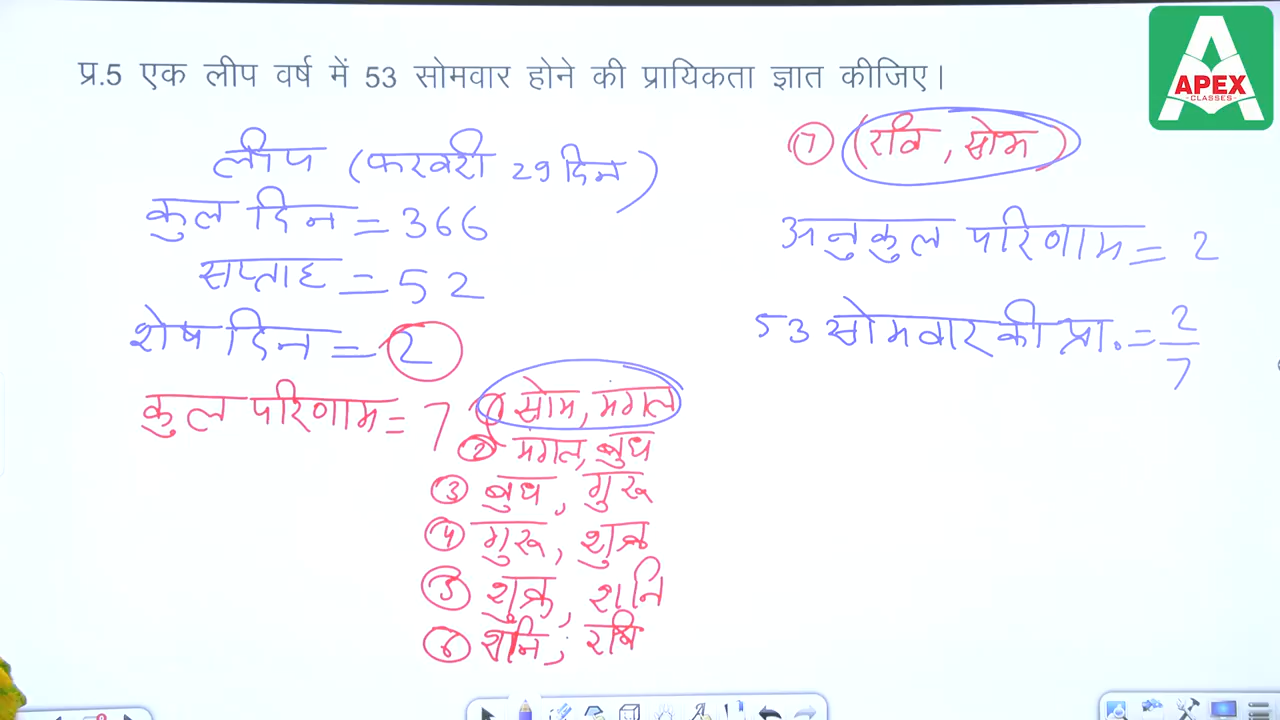 प्र.5 एक लीप वर्ष में 53 सोमवार होने की प्रायिकता ज्ञात कीजिए।
APEX
CLASSES
लीप (फरवरी 29 दिन)
कुल दिन = 366
सप्ताह = 52
शेष दिन = 2
कुल परिणाम = 7
① सोम, मंगल
② मंगल, बुध
③ बुध, गुरू
④ गुरू, शुक्र
⑤ शुक्र, शनि
⑥ शनि, रवि
⑦ (रवि, सोम)
अनुकुल परिणाम = 2
53 सोमवार की प्रा. = 2/7